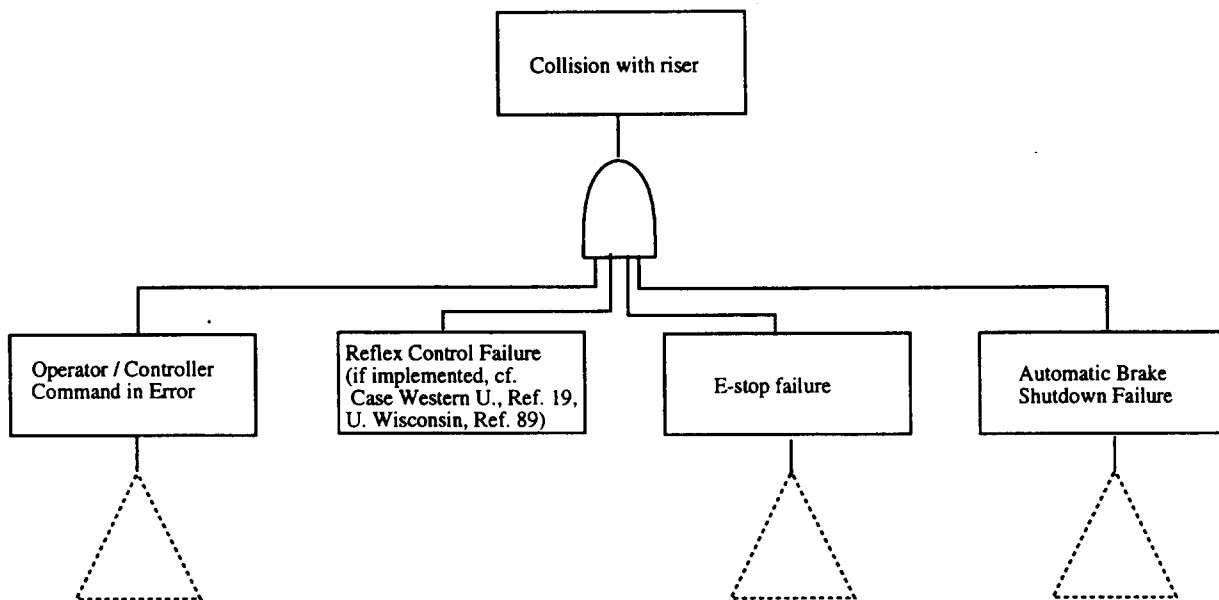 Collision with riser
Operator / Controller
Command in Error
Reflex Control Failure
(if implemented, cf.
Case Western U., Ref. 19,
U. Wisconsin, Ref. 89)
E-stop failure
Automatic Brake
Shutdown Failure